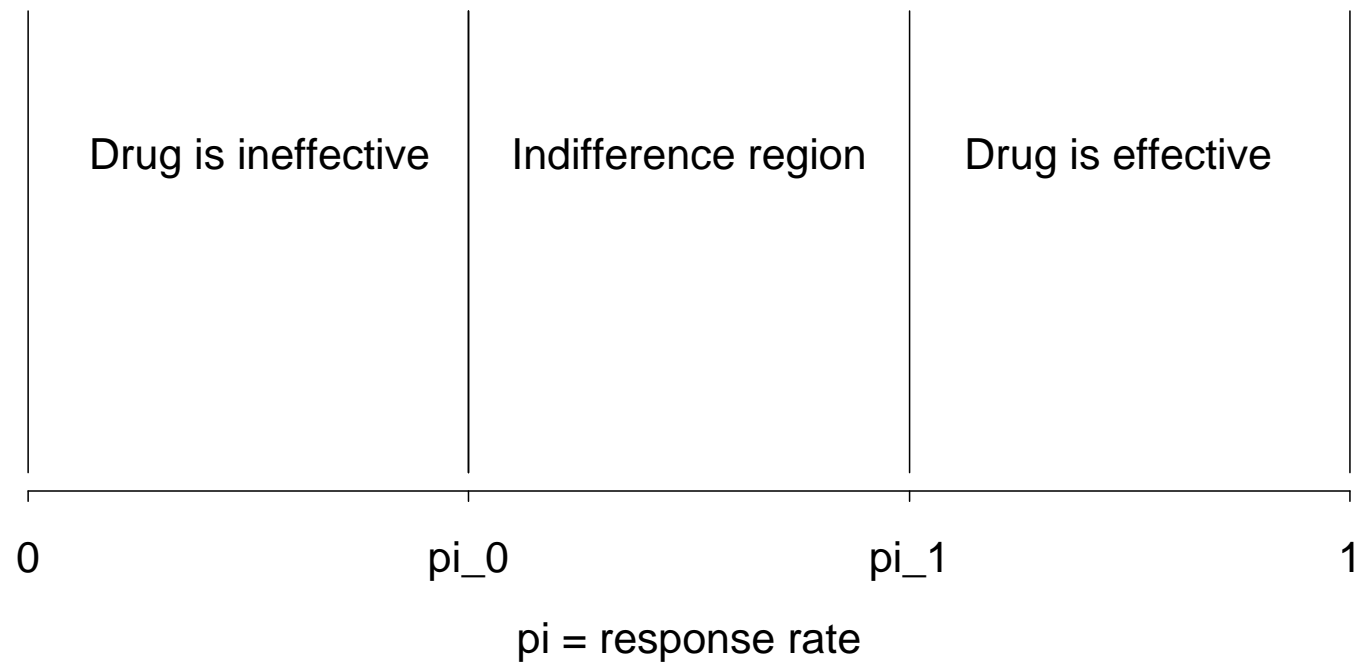 Drug is ineffective Indifference region Drug is effective
0 pi_0 pi_1 1
pi = response rate